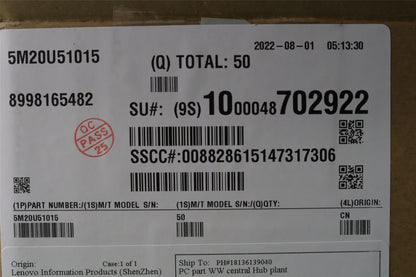 2022-08-01 05:13:30
5M20U51015
(Q) TOTAL: 50
8998165482
SU#: (9S)1000048702922
QC
PASS
25
SSCC#:008828615147317306
(1P)PART NUMBER:/(1S)M/T MODEL S/N: (1S)M/T MODEL S/N:/(Q)QTY: (4L)ORIGIN:
5M20U51015 50 CN
Origin: Case:1 of 1 Ship To: PH#18136139040
Lenovo Information Products (ShenZhen) PC part WW central Hub plant